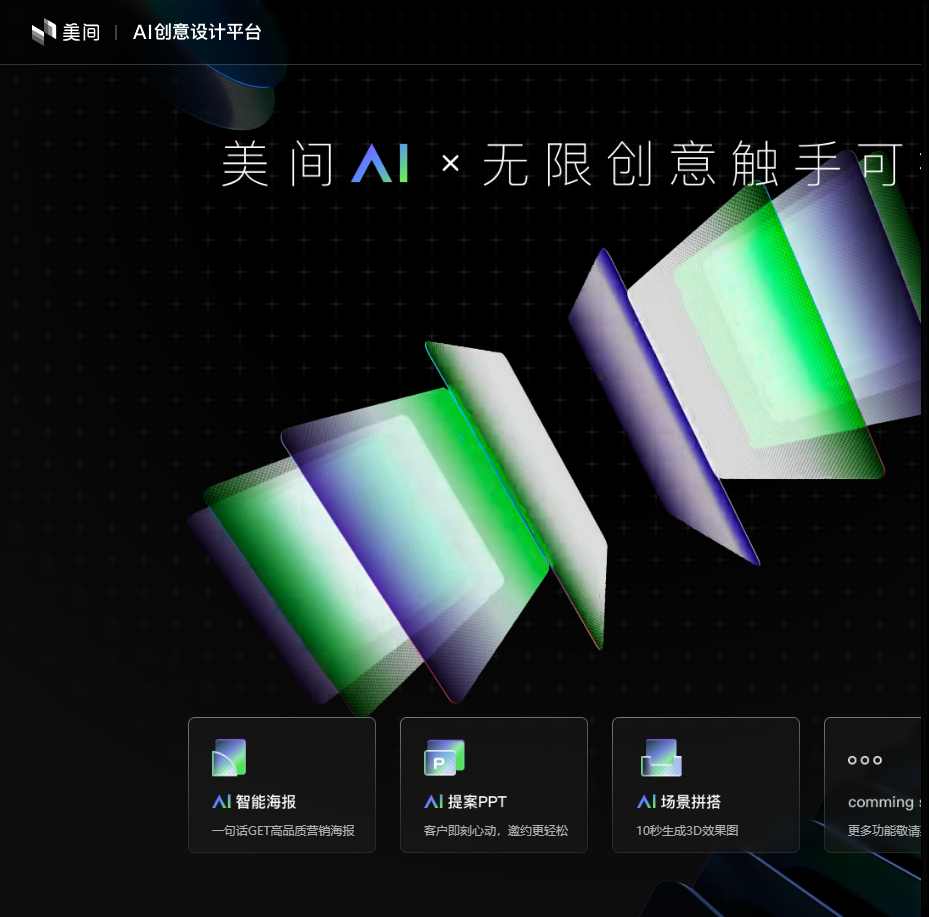 美间 | AI创意设计平台
美间AI × 无限创意触手可
P
AI 智能海报
一句话GET高品质营销海报
AI 提案PPT
客户即刻心动，邀约更轻松
AI 场景拼搭
10秒生成3D效果图
comming
更多功能敬请